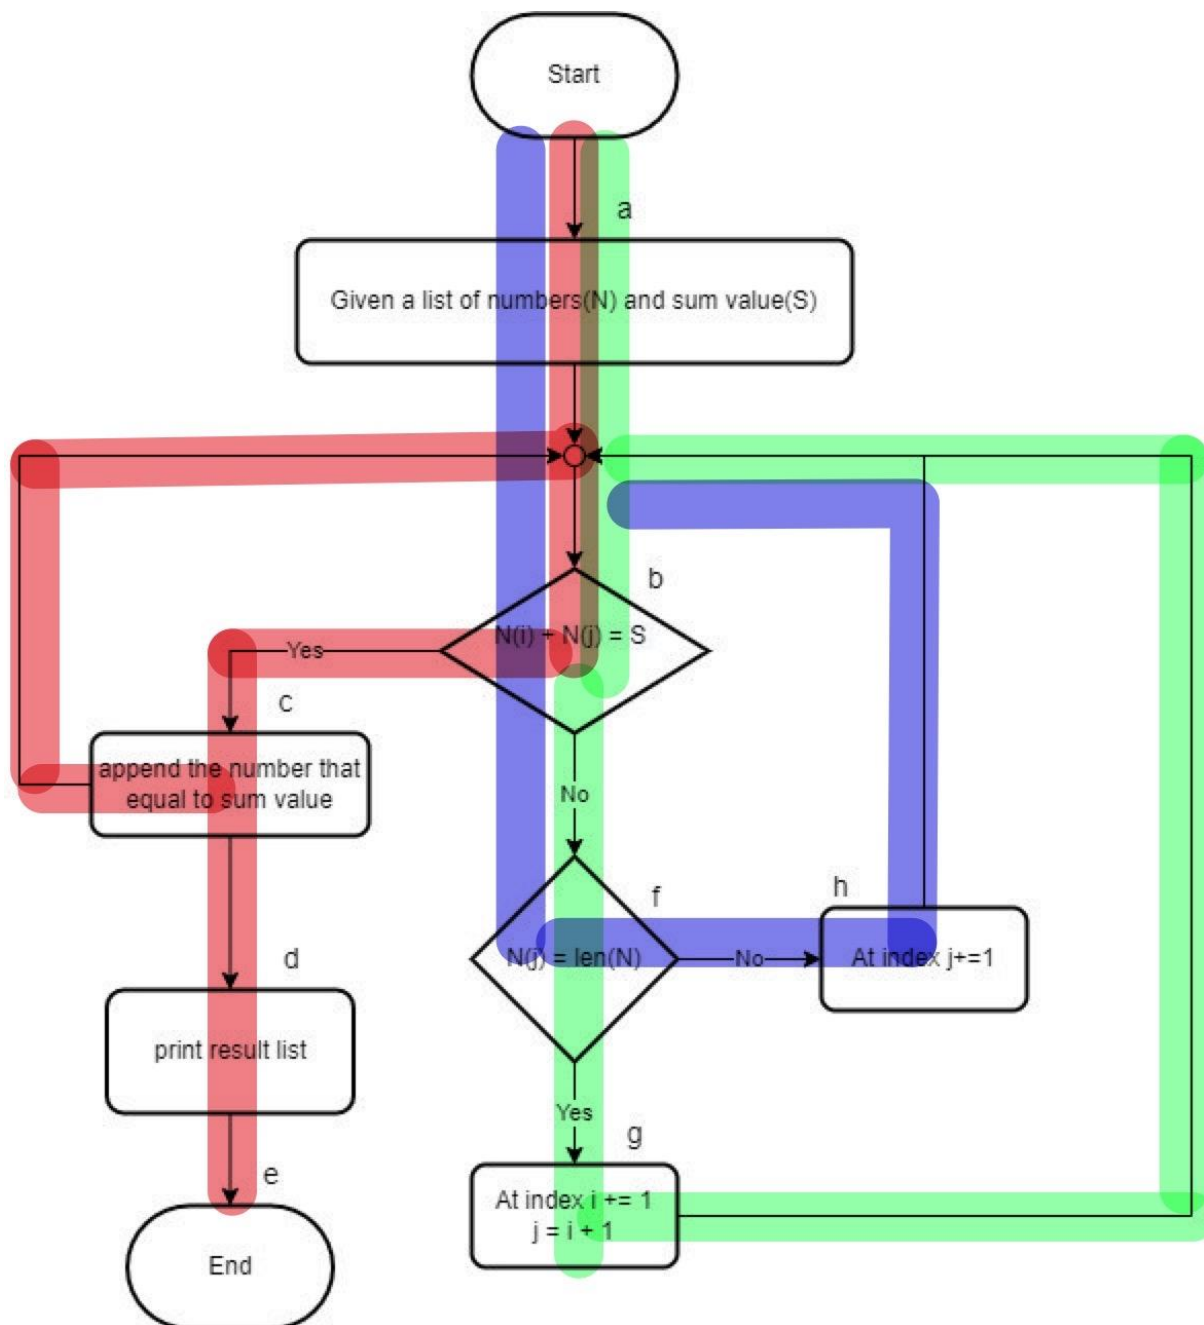 Start
a
Given a list of numbers(N) and sum value(S)
b
N(i) + N(j) = S
Yes
c
append the number that
equal to sum value
No
f
h
N(j) = len(N)
No
At index j+=1
d
print result list
Yes
g
e
At index i += 1
j = i + 1
End